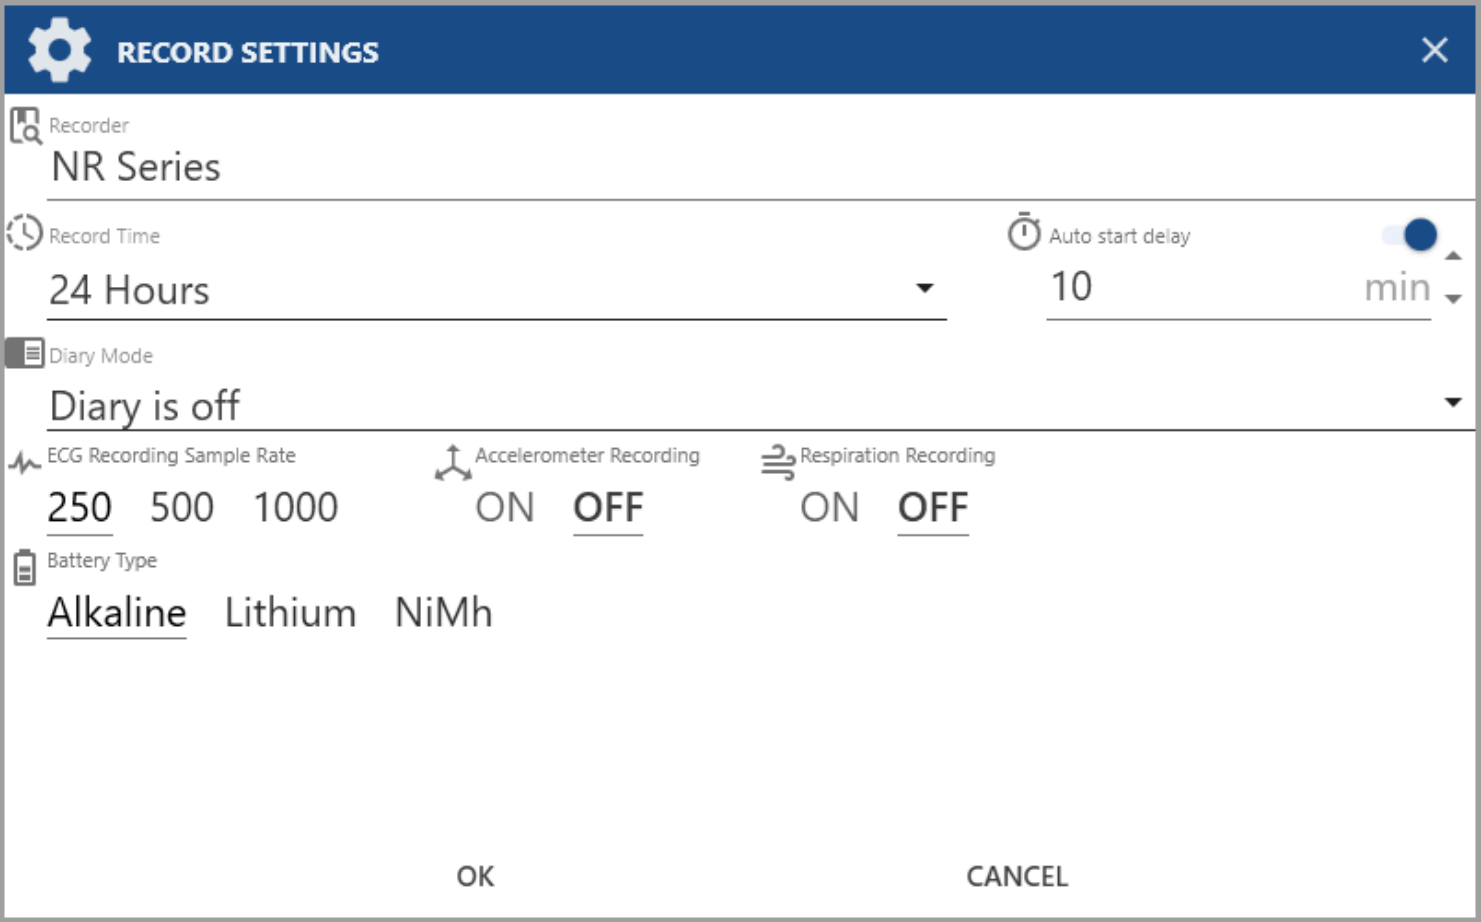 RECORD SETTINGS
Recorder
NR Series
Record Time
Auto start delay
24 Hours
10 min
Diary Mode
Diary is off
ECG Recording Sample Rate Accelerometer Recording Respiration Recording
250 500 1000 ON OFF ON OFF
Battery Type
Alkaline Lithium NiMh
OK CANCEL